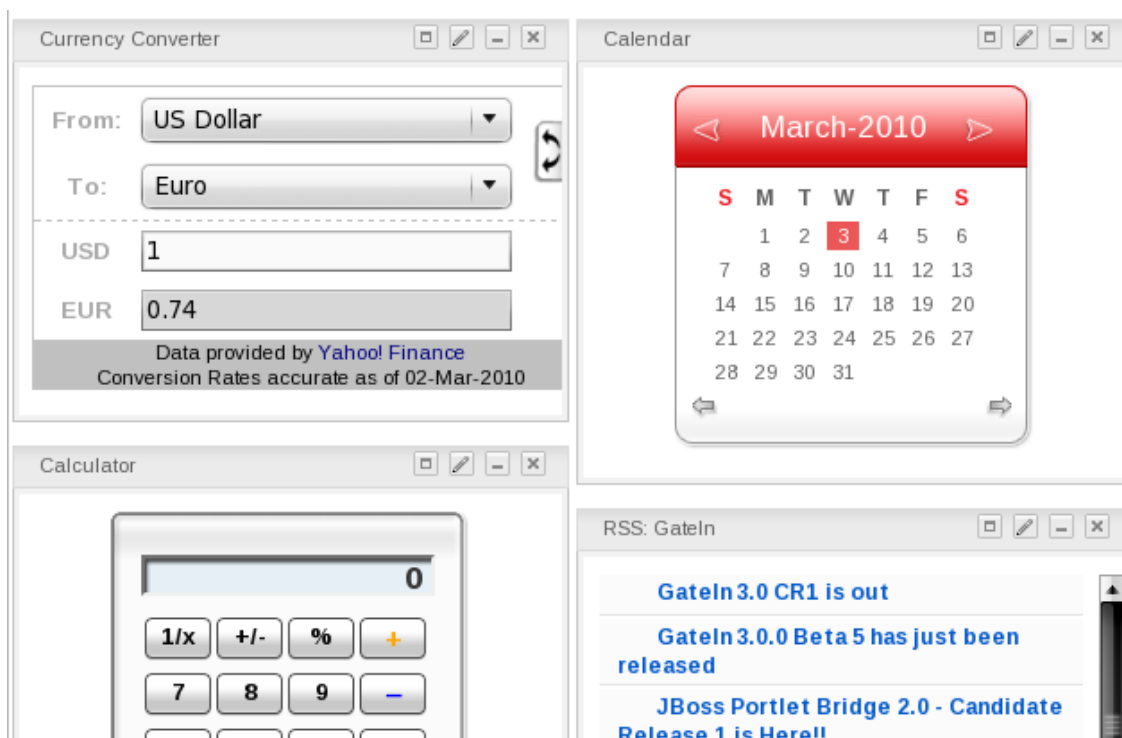 Currency Converter
From:
US Dollar
To:
Euro
USD
1
EUR
0.74
Data provided by Yahoo! Finance
Conversion Rates accurate as of 02-Mar-2010
Calendar
March-2010
S M T W T F S
1 2 3 4 5 6
7 8 9 10 11 12 13
14 15 16 17 18 19 20
21 22 23 24 25 26 27
28 29 30 31
Calculator
0
1/x +/- % +
7 8 9 −
RSS: GateIn
GateIn 3.0 CR1 is out
GateIn 3.0.0 Beta 5 has just been
released
JBoss Portlet Bridge 2.0 - Candidate
Release 1 is Here!!